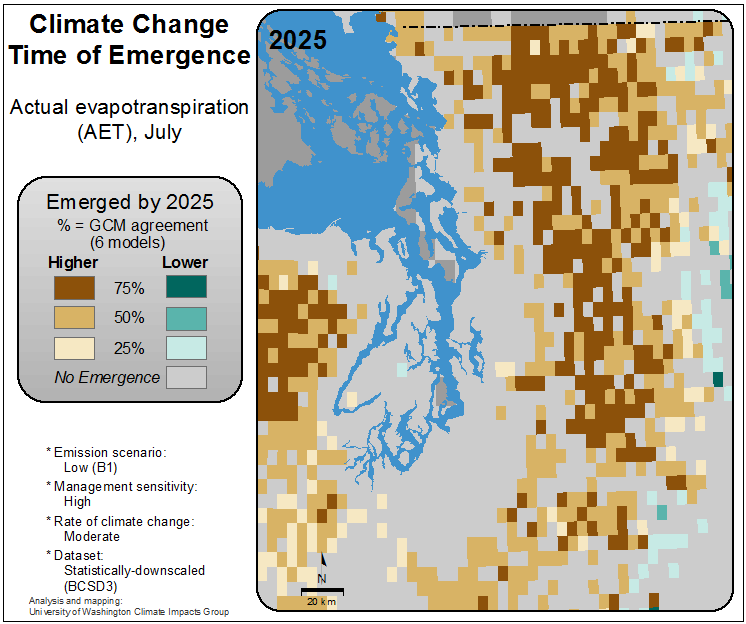 Climate Change
Time of Emergence
Actual evapotranspiration
(AET), July
Emerged by 2025
% = GCM agreement
(6 models)
Higher Lower
75%
50%
25%
No Emergence
* Emission scenario:
Low (B1)
* Management sensitivity:
High
* Rate of climate change:
Moderate
* Dataset:
Statistically-downscaled
(BCSD3)
Analysis and mapping:
University of Washington Climate Impacts Group
2025
N
20 km